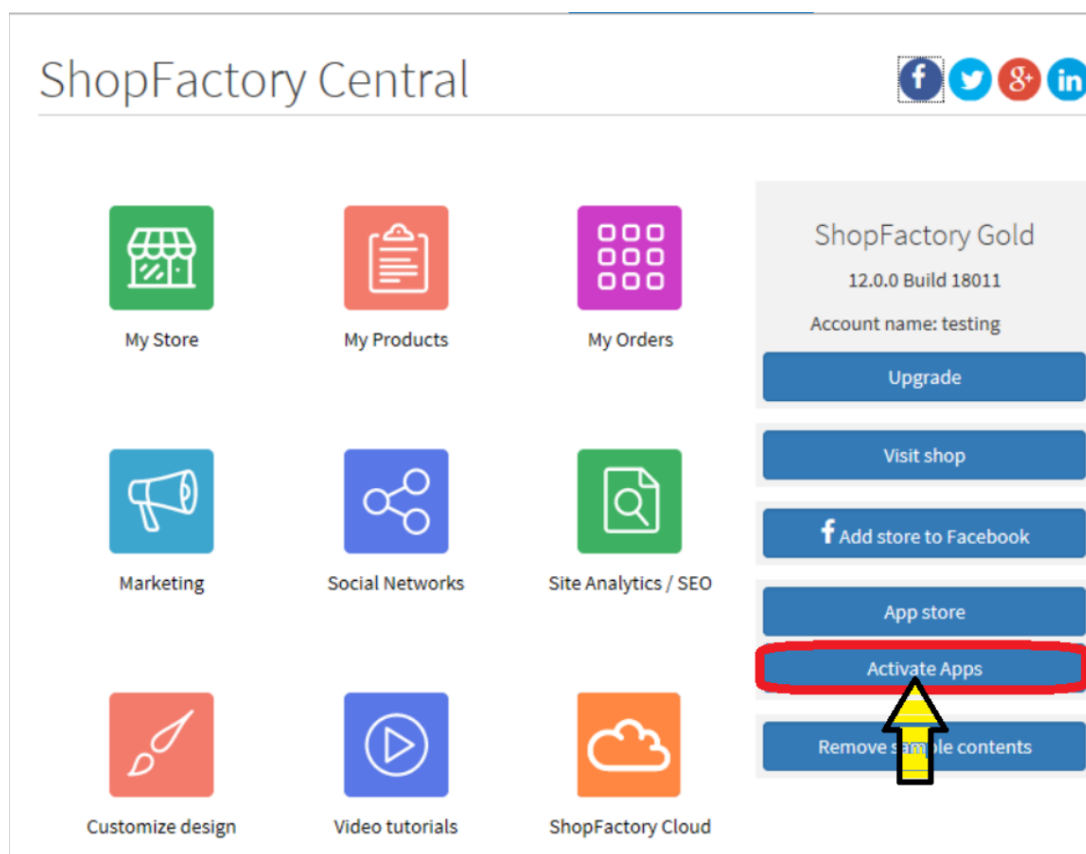 ShopFactory Central
f
g+
in
My Store
My Products
My Orders
ShopFactory Gold
12.0.0 Build 18011
Account name: testing
Upgrade
Visit shop
f Add store to Facebook
App store
Activate Apps
Remove sample contents
Marketing
Social Networks
Site Analytics / SEO
Customize design
Video tutorials
ShopFactory Cloud